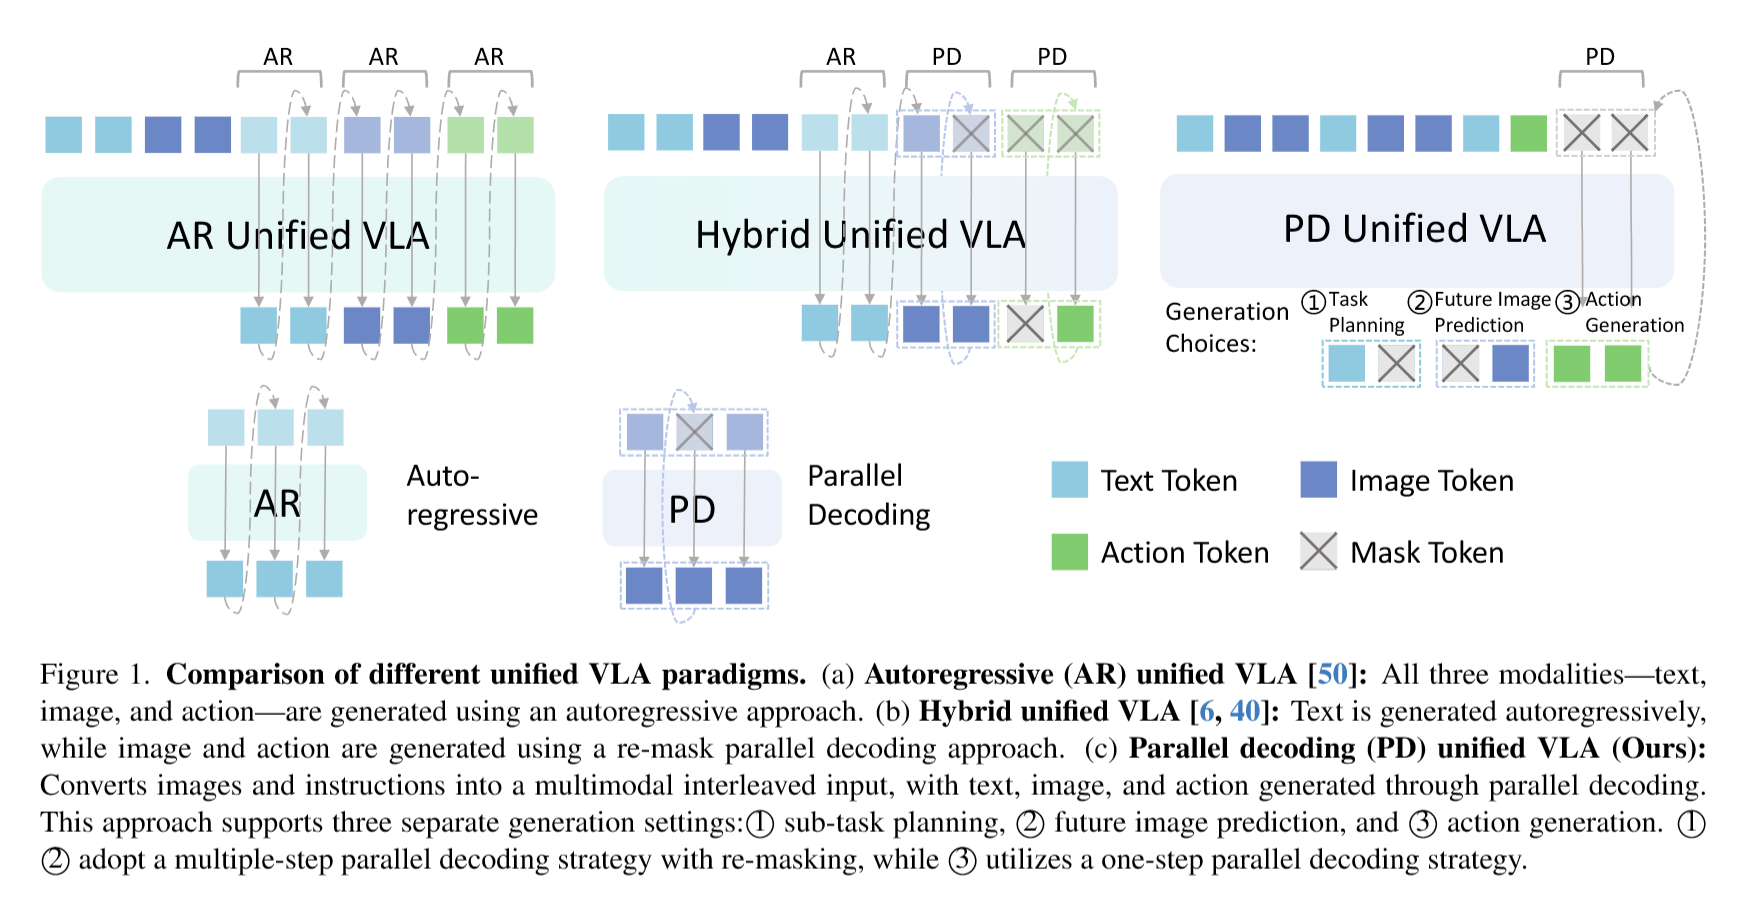 AR AR AR
AR PD PD
PD
AR Unified VLA
Hybrid Unified VLA
PD Unified VLA
Generation Choices:
① Task Planning
② Future Image Prediction
③ Action Generation
AR
Auto-
regressive
PD
Parallel
Decoding
Text Token
Image Token
Action Token
Mask Token
Figure 1. Comparison of different unified VLA paradigms. (a) Autoregressive (AR) unified VLA [50]: All three modalities—text,
image, and action—are generated using an autoregressive approach. (b) Hybrid unified VLA [6, 40]: Text is generated autoregressively,
while image and action are generated using a re-mask parallel decoding approach. (c) Parallel decoding (PD) unified VLA (Ours):
Converts images and instructions into a multimodal interleaved input, with text, image, and action generated through parallel decoding.
This approach supports three separate generation settings:① sub-task planning, ② future image prediction, and ③ action generation. ①
② adopt a multiple-step parallel decoding strategy with re-masking, while ③ utilizes a one-step parallel decoding strategy.